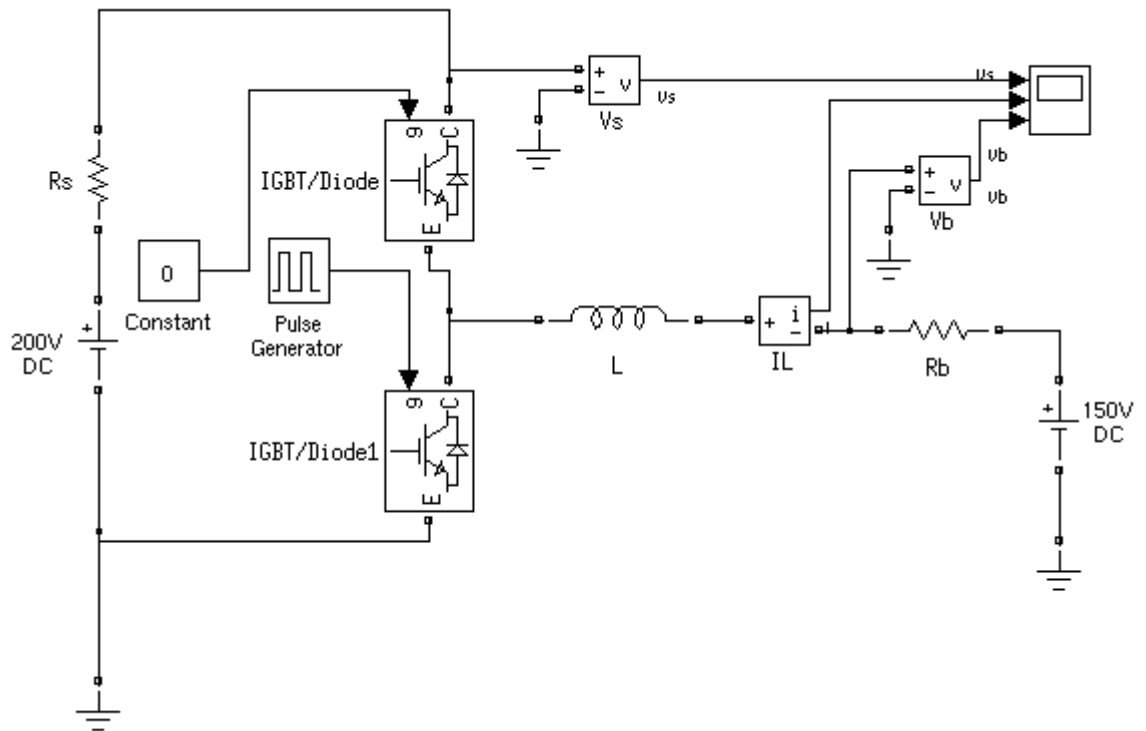 +
−
v
Vs
vs
vs
g
C
E
IGBT/Diode
Rs
+
−
v
Vb
vb
vb
0
Constant
Pulse
Generator
200V
DC
+
L
+
i
−
IL
Rb
g
C
E
IGBT/Diode1
+
150V
DC